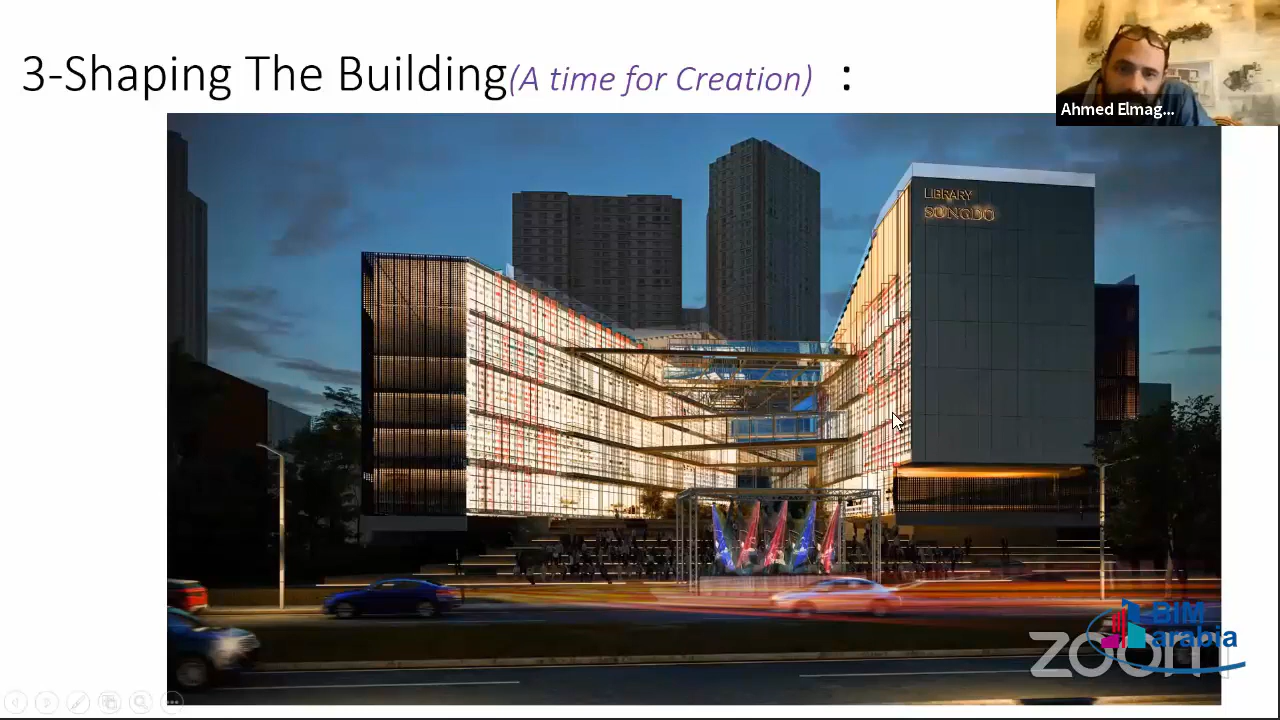 3-Shaping The Building(A time for Creation) :
Ahmed Elmag...
LIBRARY
SONGDO
BIM
arabia
zoom